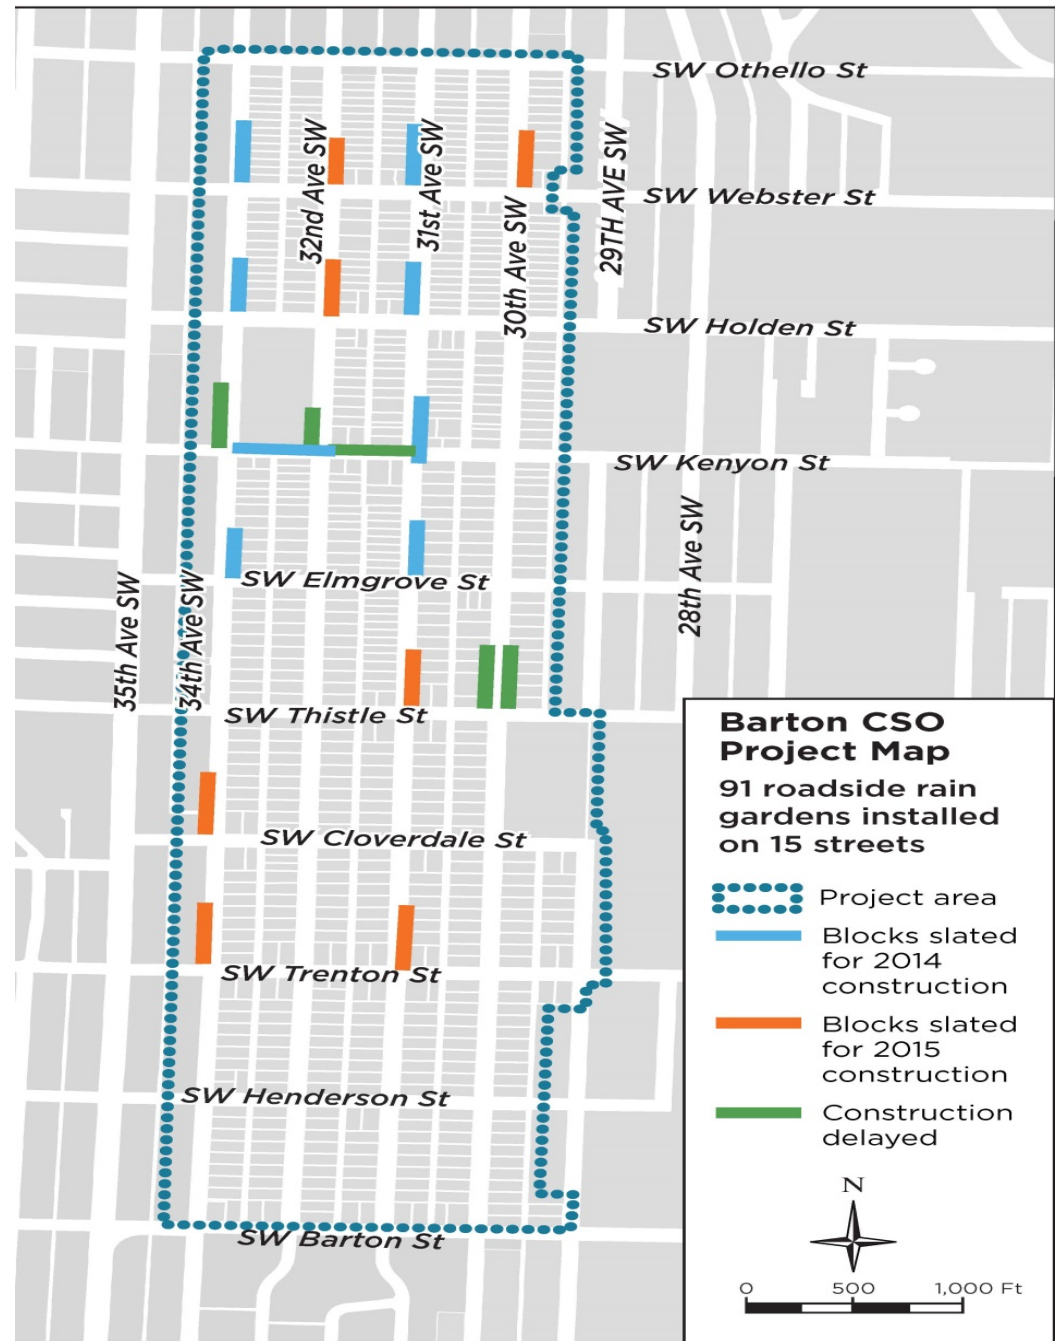 SW Othello St
32nd Ave SW
31st Ave SW
29TH AVE SW
SW Webster St
30th Ave SW
SW Holden St
SW Kenyon St
28th Ave SW
SW Elmgrove St
35th Ave SW
34th Ave SW
SW Thistle St
SW Cloverdale St
SW Trenton St
SW Henderson St
SW Barton St
Barton CSO
Project Map
91 roadside rain
gardens installed
on 15 streets
Project area
Blocks slated
for 2014
construction
Blocks slated
for 2015
construction
Construction
delayed
N
0 500 1,000 Ft